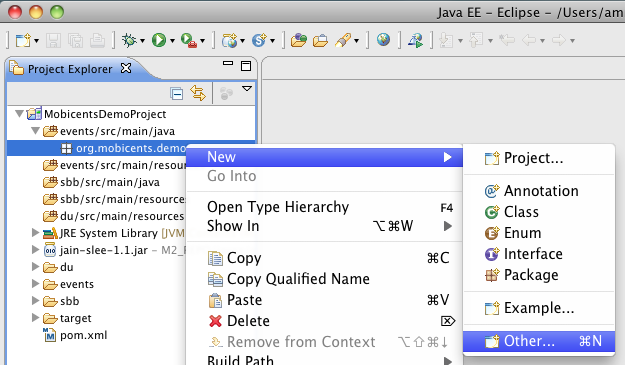 Java EE – Eclipse – /Users/am
Project Explorer
MobicentsDemoProject
events/src/main/java
org.mobicents.demo
events/src/main/resou
sbb/src/main/java
sbb/src/main/resources
du/src/main/resources
JRE System Library [JVM
jain-slee-1.1.jar – M2_
du
events
sbb
target
pom.xml
New
Go Into
Open Type Hierarchy F4
Show In ⌥⌘W
Copy ⌘C
Copy Qualified Name
Paste ⌘V
Delete ⌦
Remove from Context ⌥⇧⌘↓
Build Path
Project...
Annotation
Class
Enum
Interface
Package
Example...
Other... ⌘N